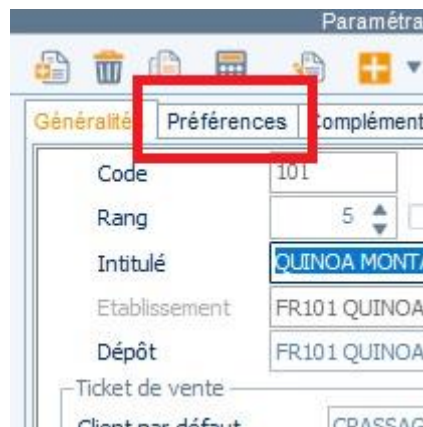 Paramétra
Généralités Préférences Complément
Code 101
Rang 5
Intitulé QUINOA MONTA
Etablissement FR101 QUINOA
Dépôt FR101 QUINOA
Ticket de vente
Client par défaut CPASSAG